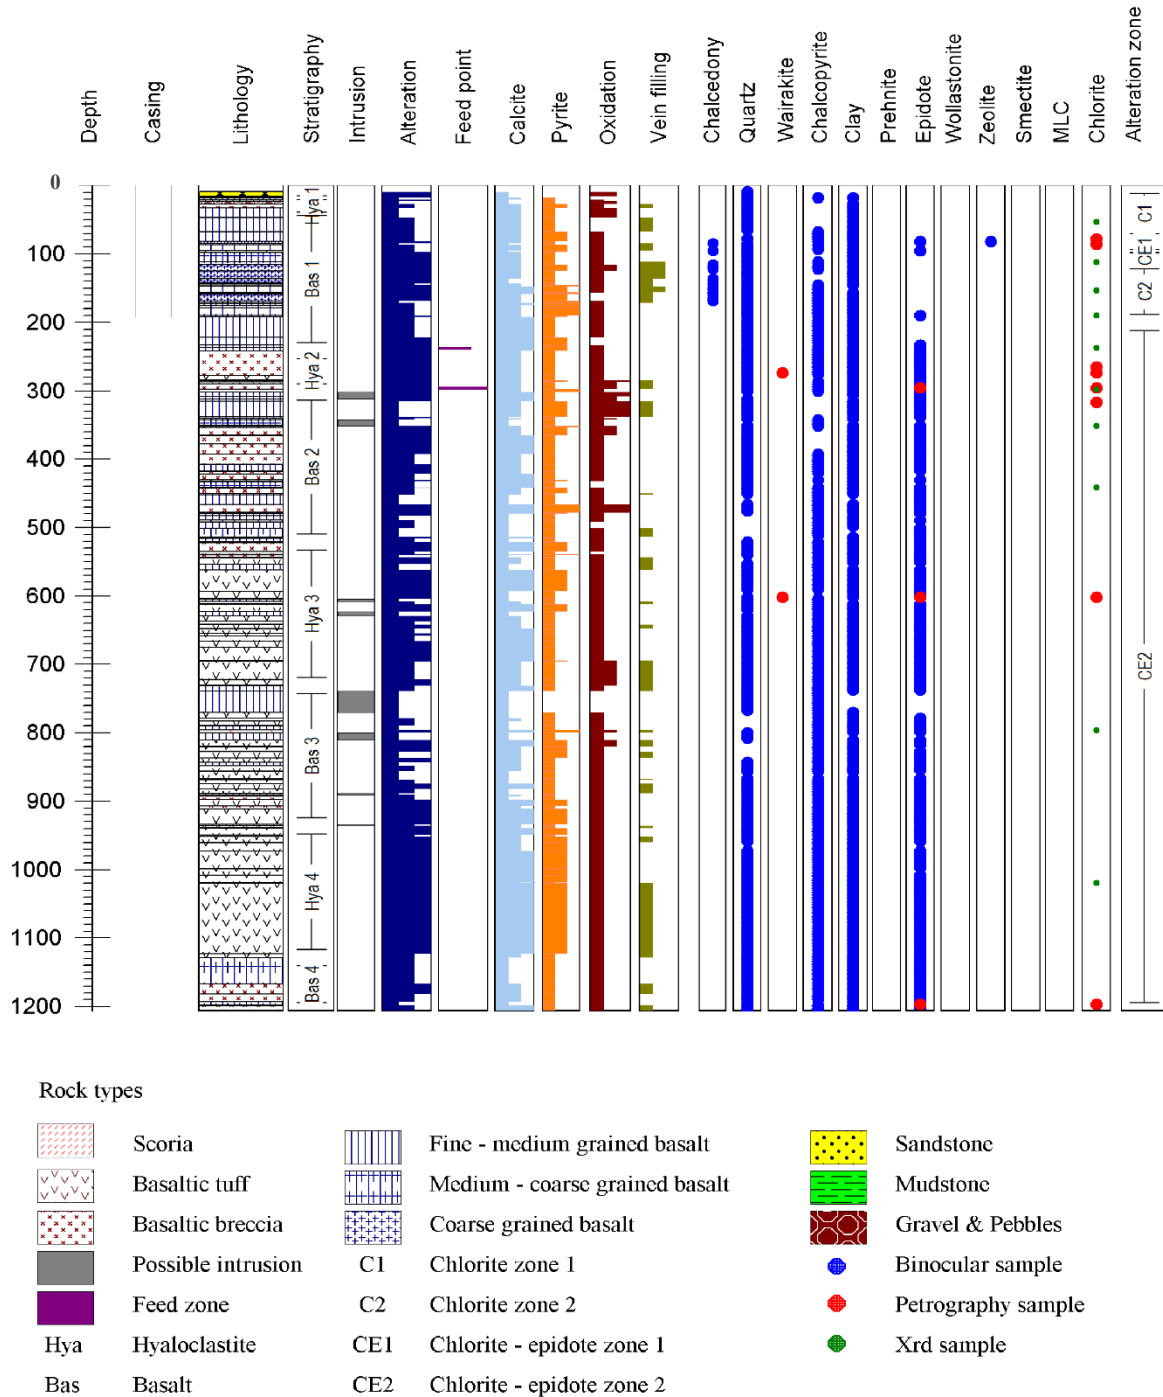 Depth
Casing
Lithology
Stratigraphy
Intrusion
Alteration
Feed point
Calcite
Pyrite
Oxidation
Vein filling
Chalcedony
Quartz
Wairakite
Chalcopyrite
Clay
Prehnite
Epidote
Wollastonite
Zeolite
Smectite
MLC
Chlorite
Alteration zone
0
100
200
300
400
500
600
700
800
900
1000
1100
1200
Hya 1
Bas 1
Hya 2
Bas 2
Hya 3
Bas 3
Hya 4
Bas 4
C1
CE1
C2
CE2
Rock types
Scoria
Fine - medium grained basalt
Sandstone
Basaltic tuff
Medium - coarse grained basalt
Mudstone
Basaltic breccia
Coarse grained basalt
Gravel & Pebbles
Possible intrusion
C1 Chlorite zone 1
Binocular sample
Feed zone
C2 Chlorite zone 2
Petrography sample
Hya Hyaloclastite
CE1 Chlorite - epidote zone 1
Xrd sample
Bas Basalt
CE2 Chlorite - epidote zone 2